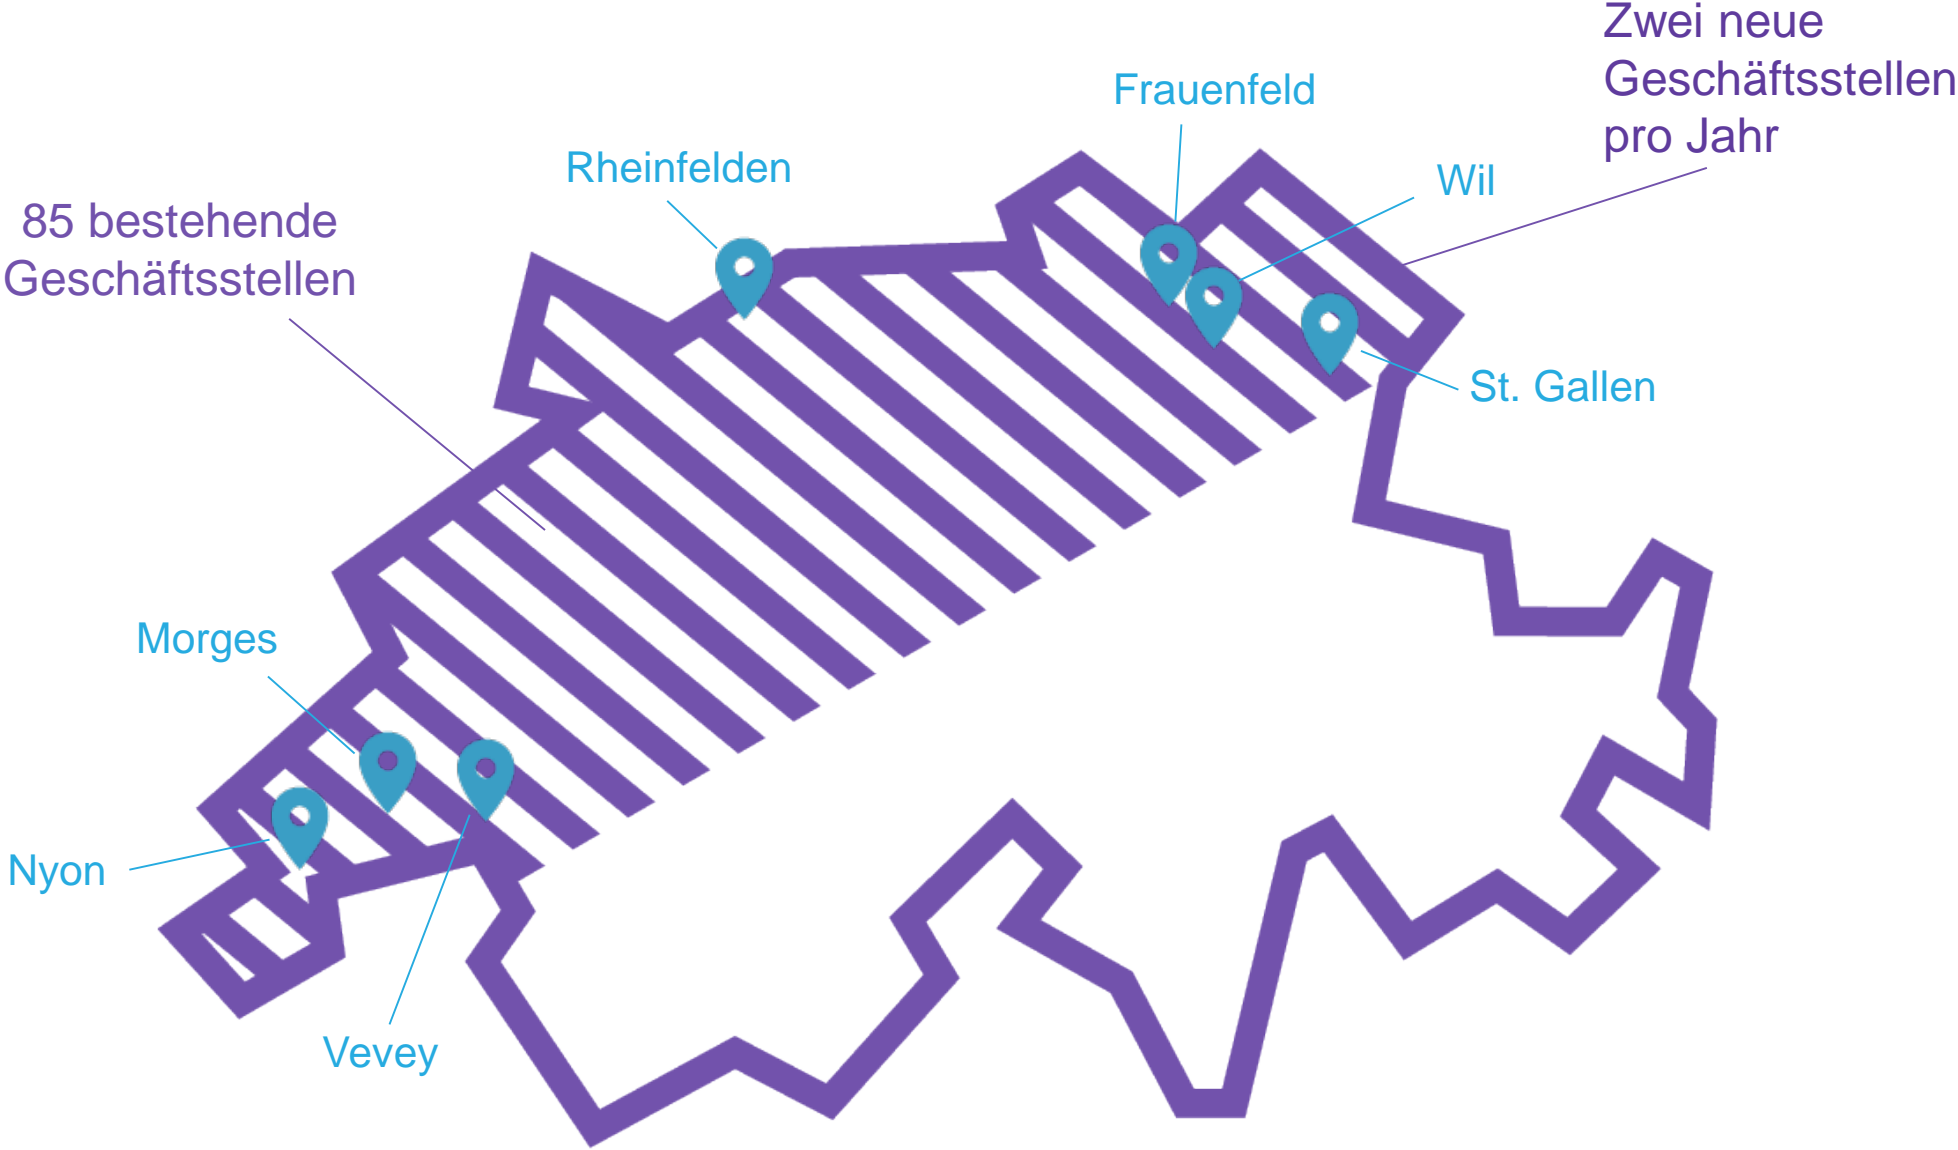 Zwei neue
Geschäftsstellen
pro Jahr
Frauenfeld
Rheinfelden
Wil
85 bestehende
Geschäftsstellen
St. Gallen
Morges
Nyon
Vevey